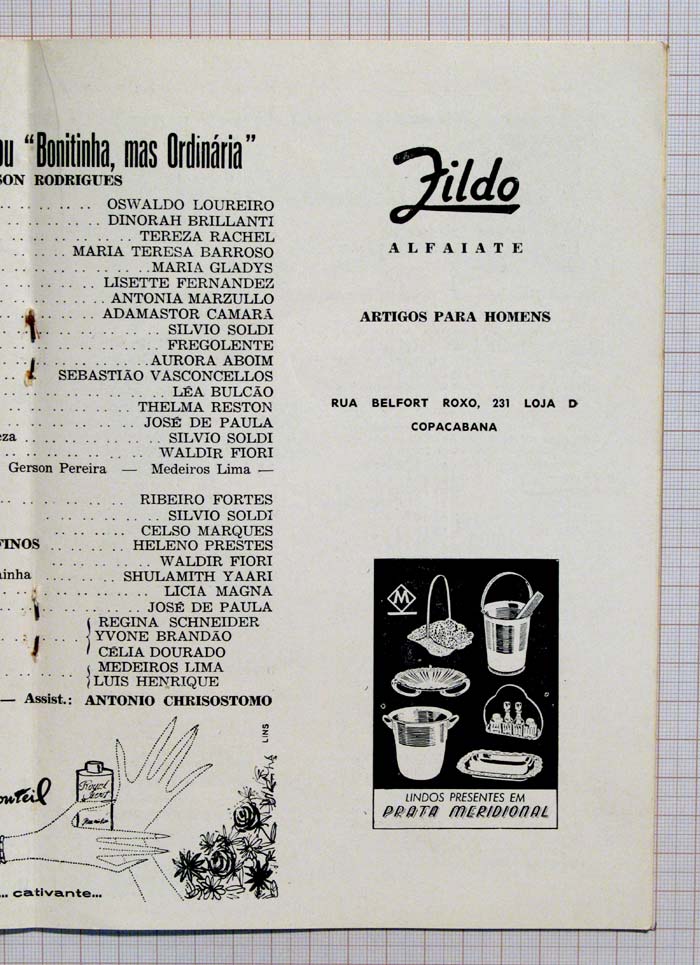 ou "Bonitinha, mas Ordinária"
SON RODRIGUES
OSWALDO LOUREIRO
DINORAH BRILLANTI
TEREZA RACHEL
MARIA TERESA BARROSO
MARIA GLADYS
LISETTE FERNANDEZ
ANTONIA MARZULLO
ADAMASTOR CAMARÁ
SILVIO SOLDI
FREGOLENTE
AURORA ABOIM
SEBASTIÃO VASCONCELLOS
LÉA BULCÃO
THELMA RESTON
JOSÉ DE PAULA
eza ........... SILVIO SOLDI
WALDIR FIORI
Gerson Pereira — Medeiros Lima —
RIBEIRO FORTES
SILVIO SOLDI
CELSO MARQUES
FINOS ........ HELENO PRESTES
WALDIR FIORI
ainha ......... SHULAMITH YAARI
LICIA MAGNA
JOSÉ DE PAULA
REGINA SCHNEIDER
YVONE BRANDÃO
CÉLIA DOURADO
MEDEIROS LIMA
LUIS HENRIQUE
— Assist.: ANTONIO CHRISOSTOMO
LINS
onteil
Royal
... cativante...
Zildo
ALFAIATE
ARTIGOS PARA HOMENS
RUA BELFORT ROXO, 231 LOJA D
COPACABANA
M
LINDOS PRESENTES EM
PRATA MERIDIONAL